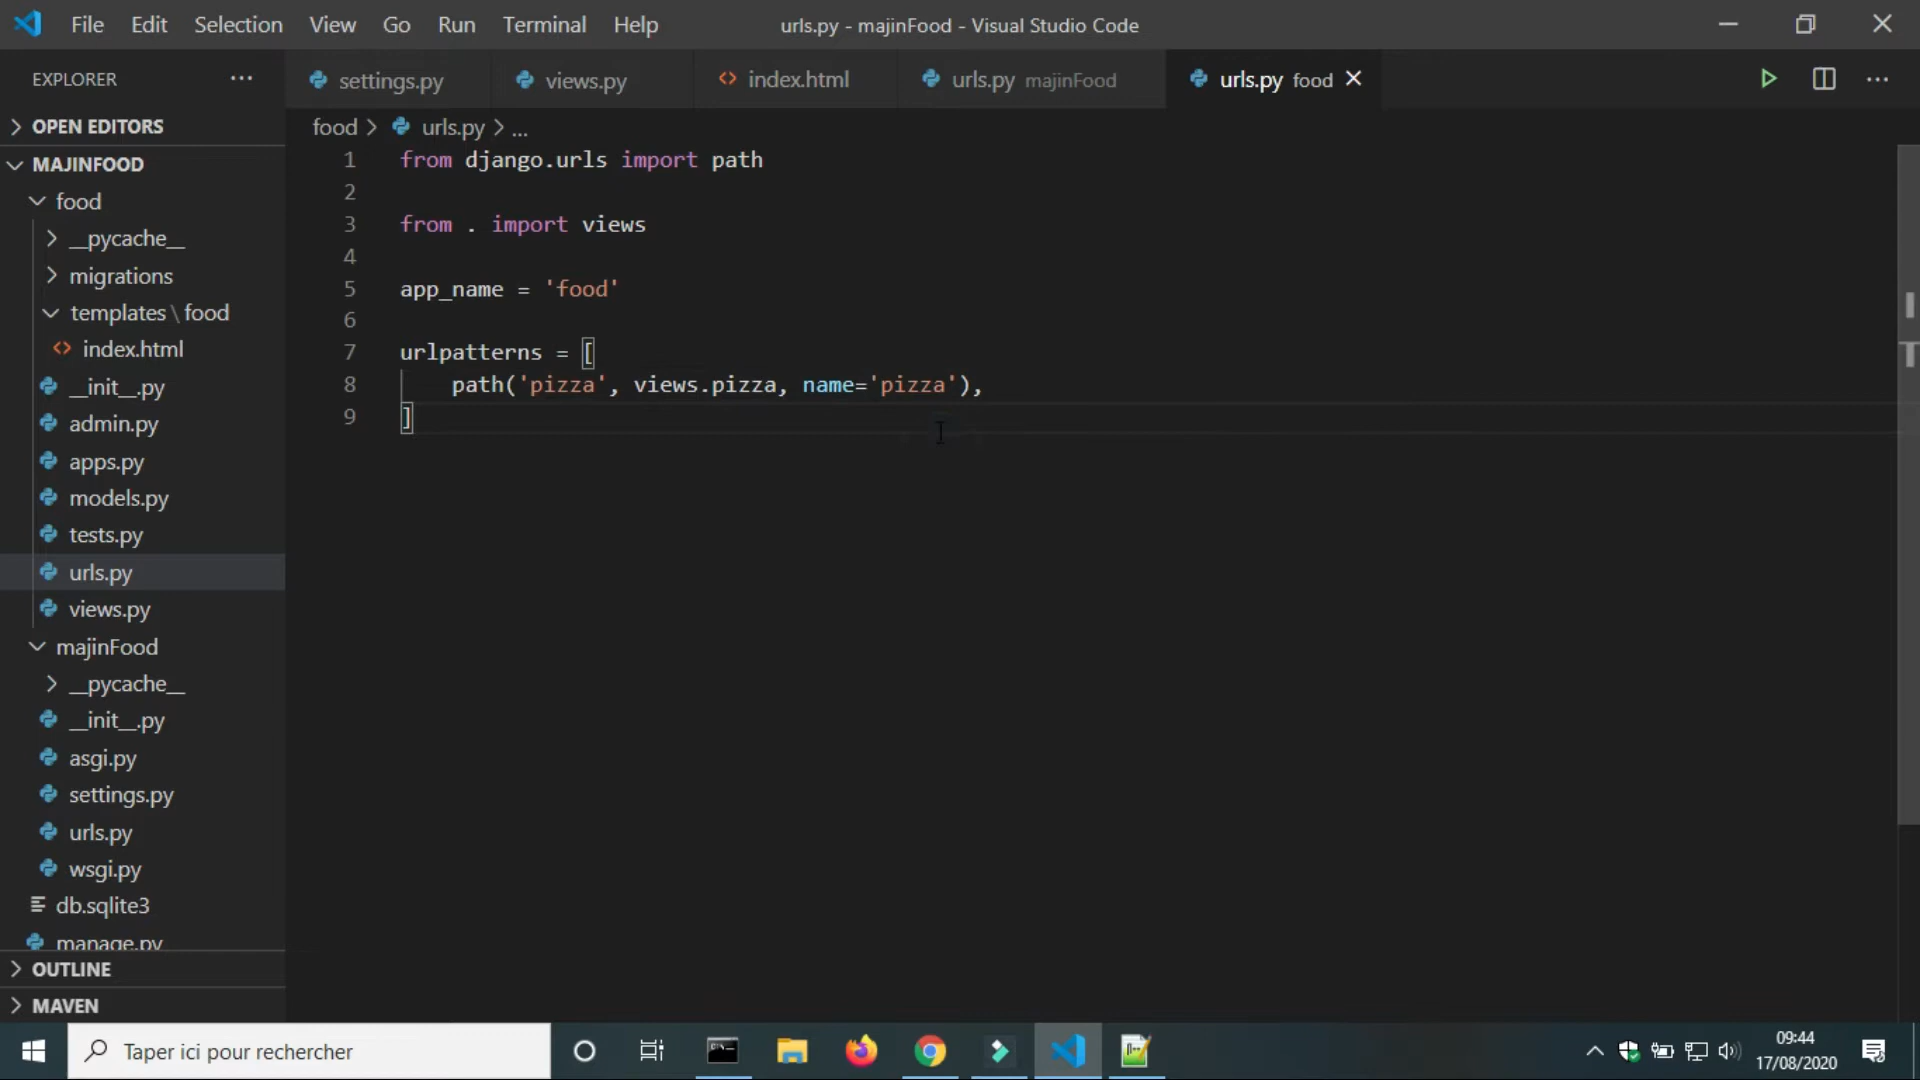 File Edit Selection View Go Run Terminal Help urls.py - majinFood - Visual Studio Code
EXPLORER ... settings.py views.py index.html urls.py majinFood urls.py food
food > urls.py > ...
OPEN EDITORS
MAJINFOOD
food
__pycache__
migrations
templates \ food
index.html
__init__.py
admin.py
apps.py
models.py
tests.py
urls.py
views.py
majinFood
__pycache__
__init__.py
asgi.py
settings.py
urls.py
wsgi.py
db.sqlite3
manage.py
OUTLINE
MAVEN
1 from django.urls import path
2
3 from . import views
4
5 app_name = 'food'
6
7 urlpatterns = [
8 path('pizza', views.pizza, name='pizza'),
9 ]
Taper ici pour rechercher
09:44
17/08/2020